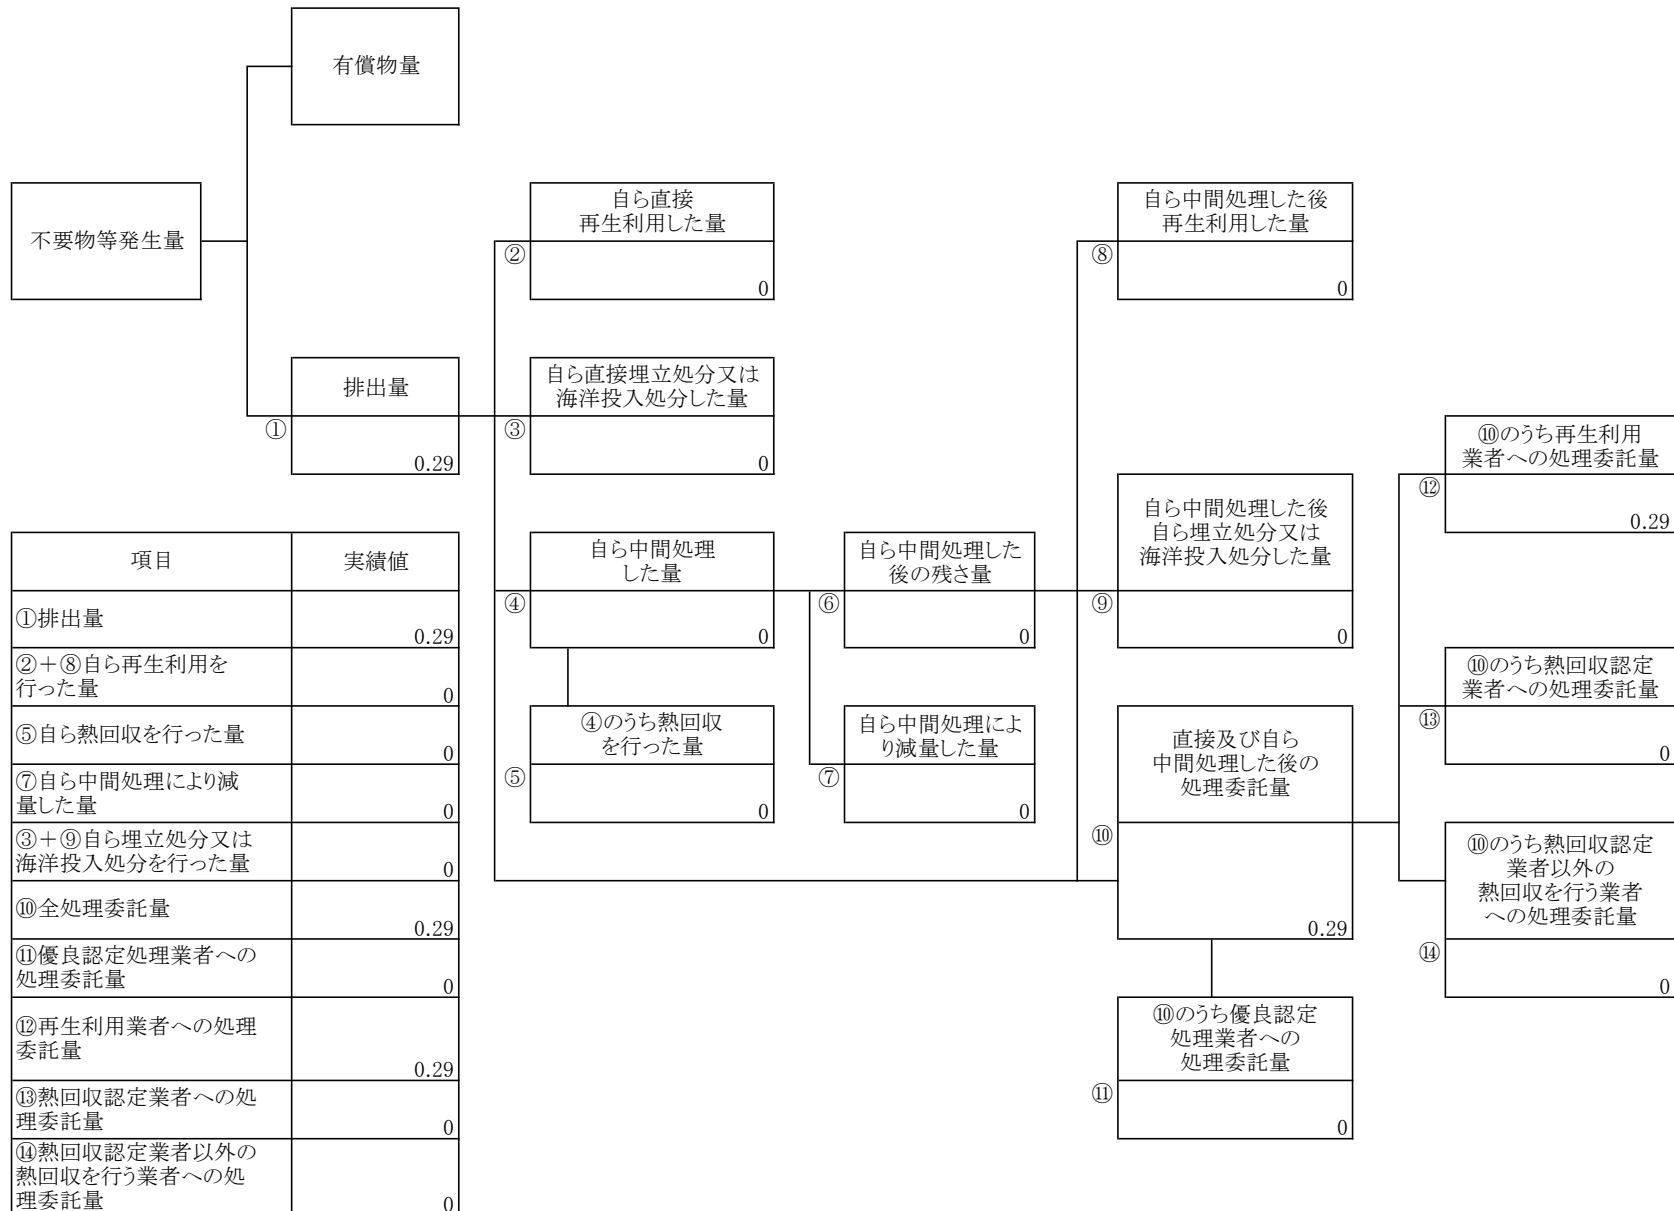 有償物量
不要物等発生量
自ら直接
再生利用した量
②
0
自ら中間処理した後
再生利用した量
⑧
0
排出量
①
0.29
自ら直接埋立処分又は
海洋投入処分した量
③
0
⑩のうち再生利用
業者への処理委託量
⑫
0.29
自ら中間処理
した量
④
0
自ら中間処理した
後の残さ量
⑥
0
自ら中間処理した後
自ら埋立処分又は
海洋投入処分した量
⑨
0
⑩のうち熱回収認定
業者への処理委託量
⑬
0
④のうち熱回収
を行った量
⑤
0
自ら中間処理によ
り減量した量
⑦
0
直接及び自ら
中間処理した後の
処理委託量
⑩
0.29
⑩のうち熱回収認定
業者以外の
熱回収を行う業者
への処理委託量
⑭
0
⑩のうち優良認定
処理業者への
処理委託量
⑪
0
項目 実績値
①排出量
0.29
②+⑧自ら再生利用を
行った量
0
⑤自ら熱回収を行った量
0
⑦自ら中間処理により減
量した量
0
③+⑨自ら埋立処分又は
海洋投入処分を行った量
0
⑩全処理委託量
0.29
⑪優良認定処理業者への
処理委託量
0
⑫再生利用業者への処理
委託量
0.29
⑬熱回収認定業者への処
理委託量
0
⑭熱回収認定業者以外の
熱回収を行う業者への処
理委託量
0